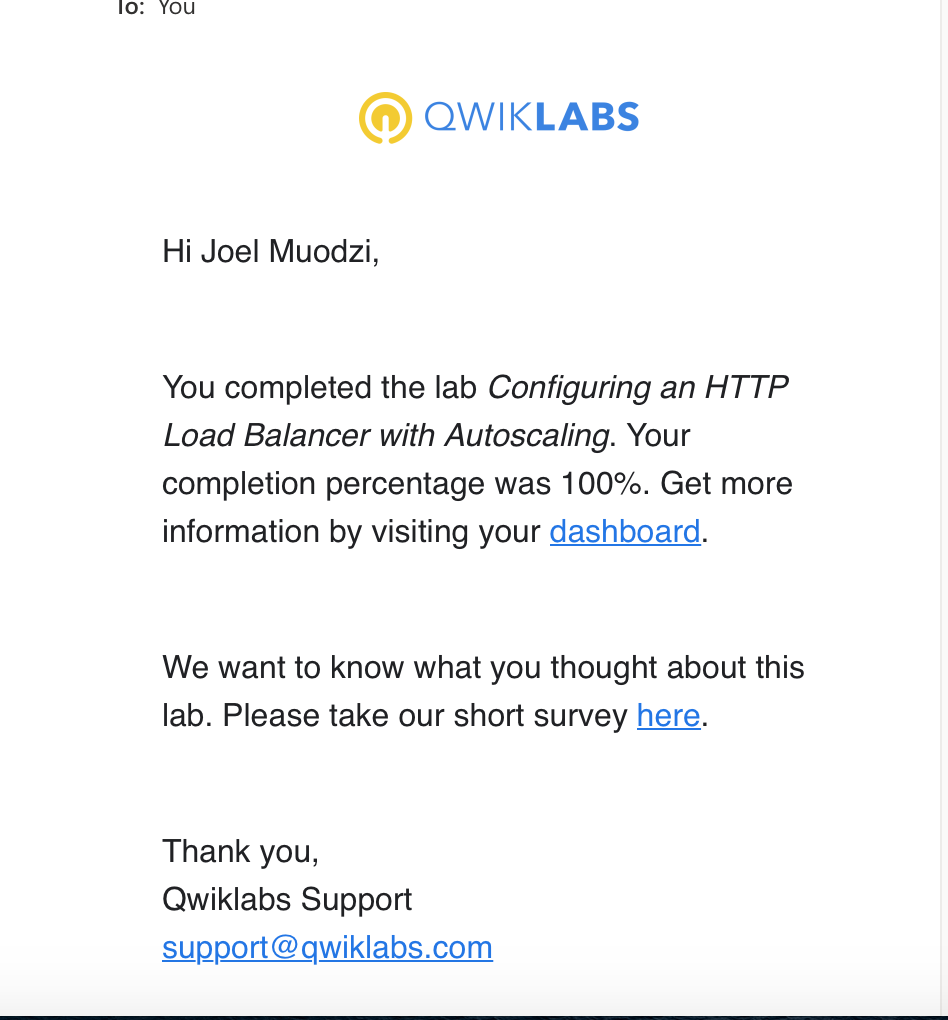 To: You
QWIKLABS
Hi Joel Muodzi,
You completed the lab Configuring an HTTP
Load Balancer with Autoscaling. Your
completion percentage was 100%. Get more
information by visiting your dashboard.
We want to know what you thought about this
lab. Please take our short survey here.
Thank you,
Qwiklabs Support
support@qwiklabs.com